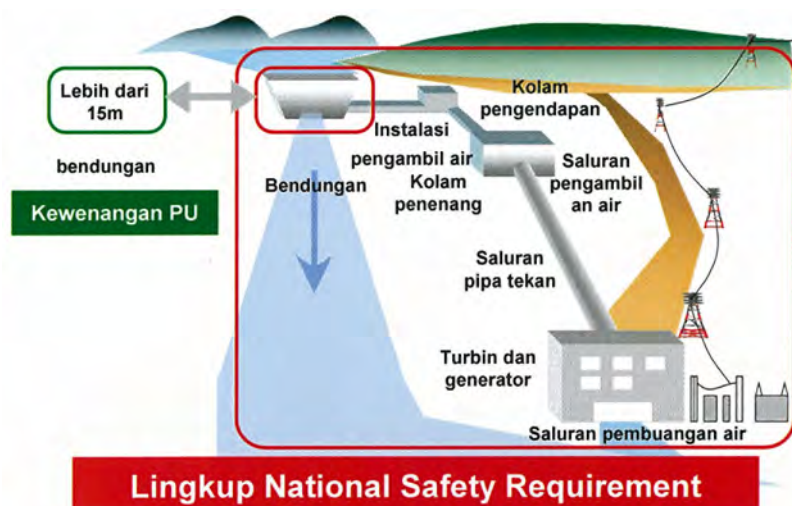 Lebih dari
15m
bendungan
Kewenangan PU
Bendungan
Instalasi
pengambil air
Kolam
penenang
Kolam
pengendapan
Saluran
pengambil
an air
Saluran
pipa tekan
Turbin dan
generator
Saluran pembuangan air
Lingkup National Safety Requirement